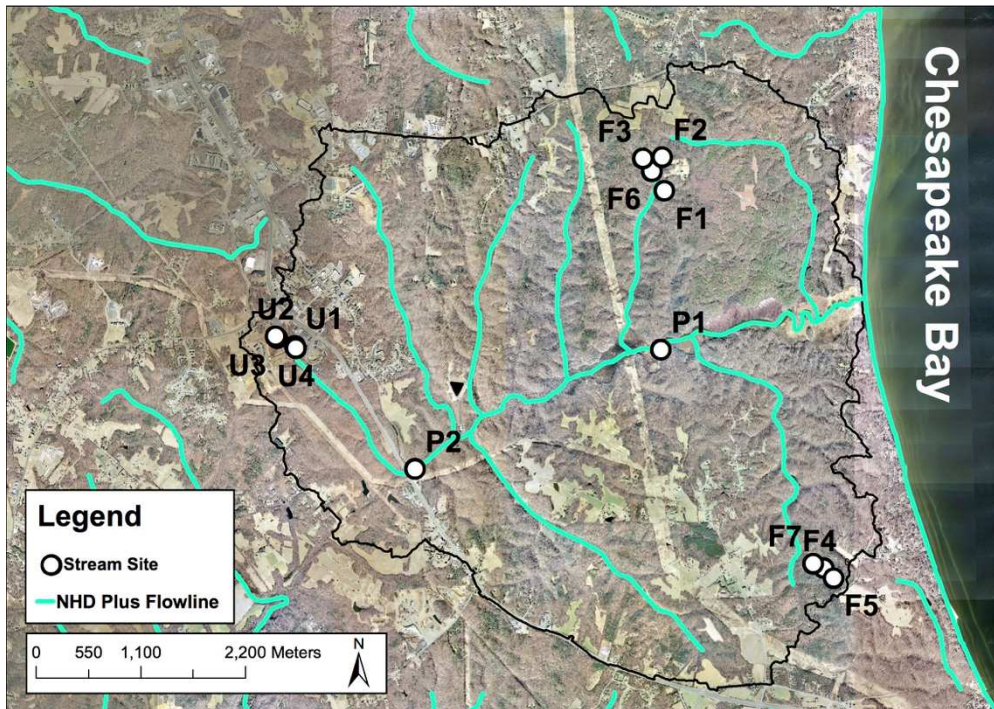 Chesapeake Bay
F3
F2
F6
F1
U2
U1
U3
U4
P1
P2
F7
F4
F5
Legend
Stream Site
NHD Plus Flowline
0 550 1,100 2,200 Meters
N